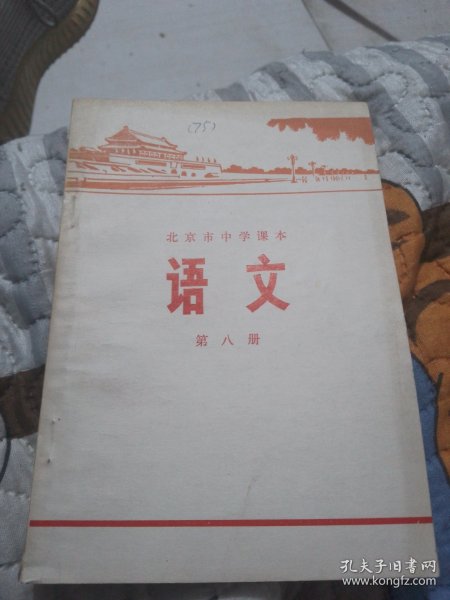 (75)
北京市中学课本
语文
第八册
孔夫子旧书网
www.kongfz.com